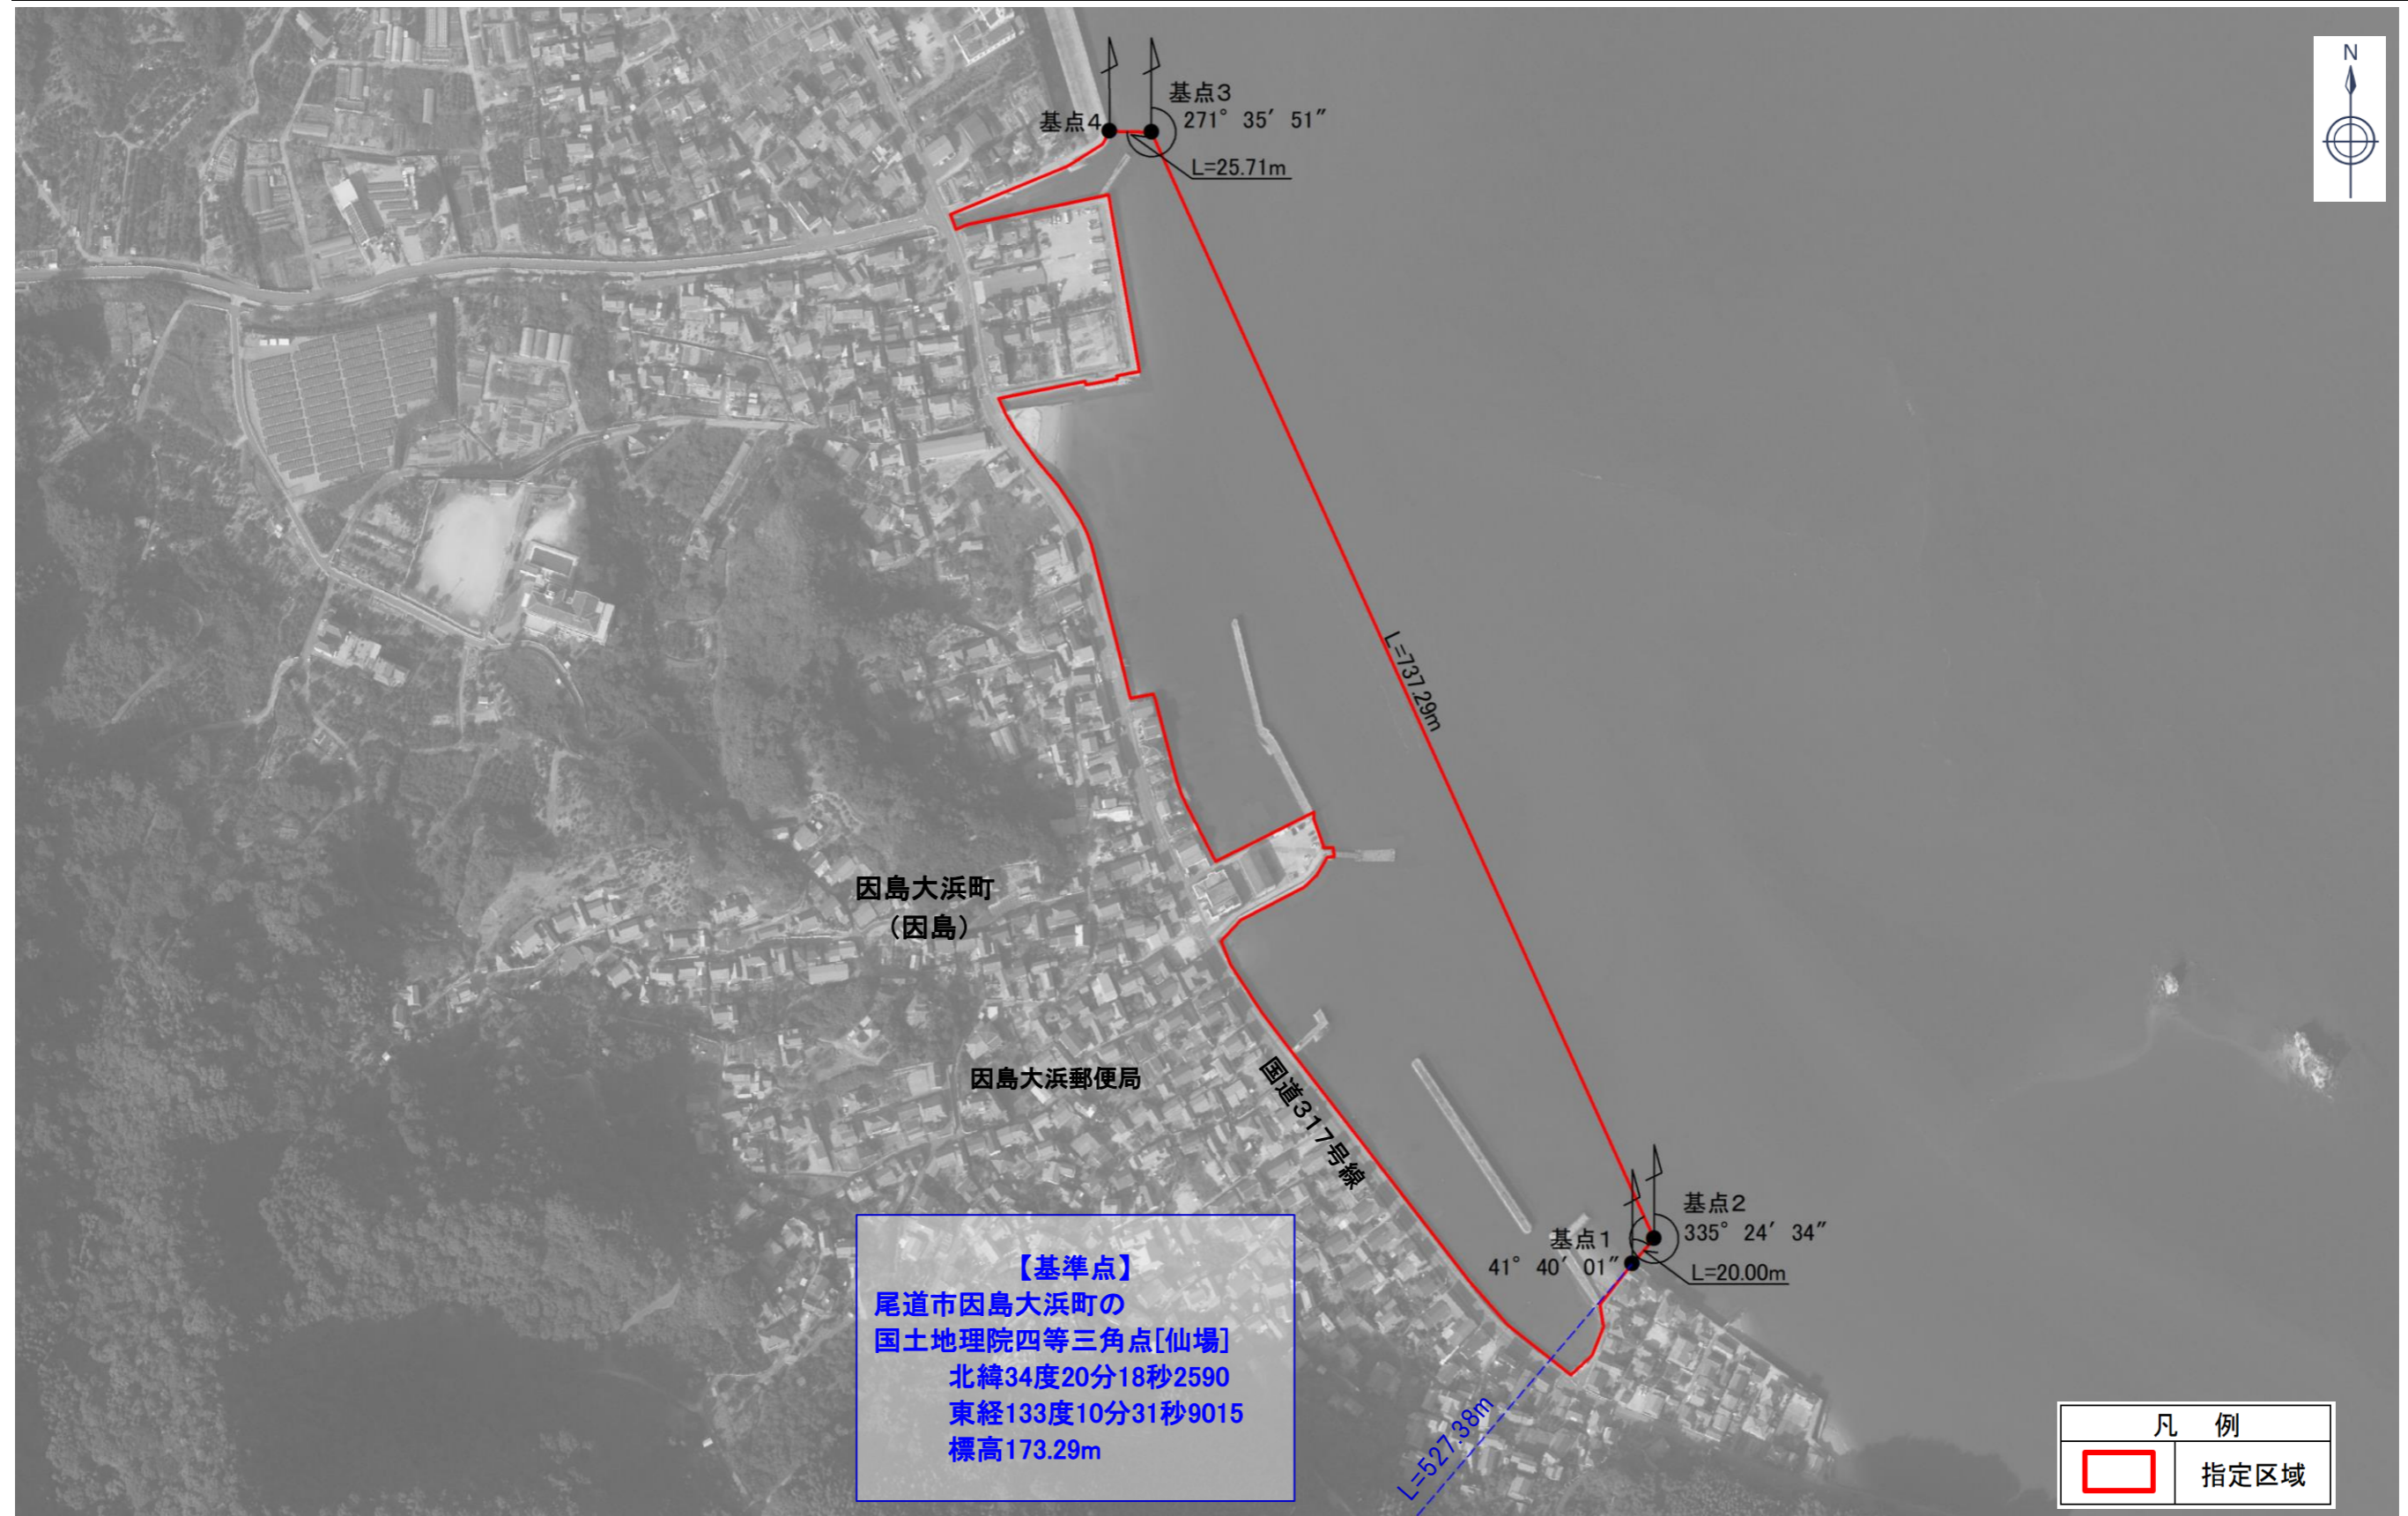 N
基点3
271° 35′ 51″
基点4
L=25.71m
L=737.29m
因島大浜町
(因島)
因島大浜郵便局
国道317号線
基点2
335° 24′ 34″
基点1
41° 40′ 01″
L=20.00m
L=527.38m
【基準点】
尾道市因島大浜町の
国土地理院四等三角点[仙場]
北緯34度20分18秒2590
東経133度10分31秒9015
標高173.29m
凡 例
指定区域